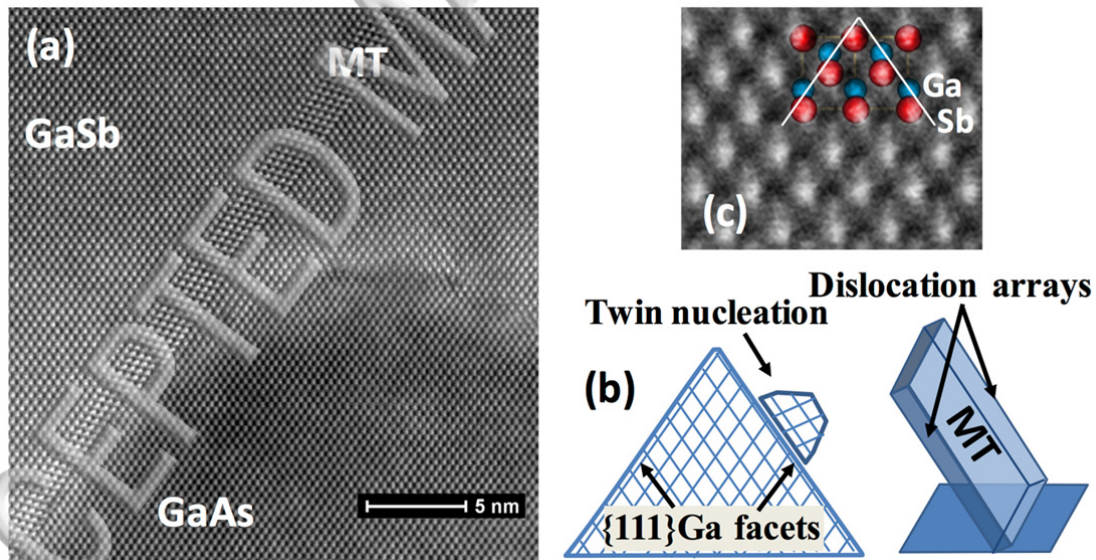 (a)
MT
GaSb
GaAs
5 nm
Ga
Sb
(c)
Dislocation arrays
Twin nucleation
(b)
MT
{111}Ga facets